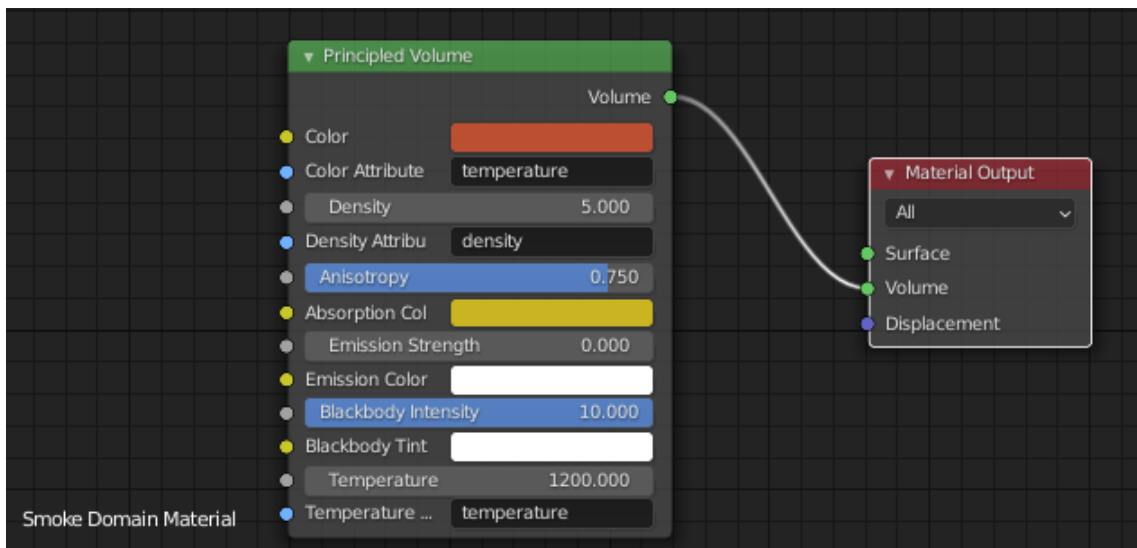 Principled Volume
Volume
Color
Color Attribute temperature
Density 5.000
Density Attribu density
Anisotropy 0.750
Absorption Col
Emission Strength 0.000
Emission Color
Blackbody Intensity 10.000
Blackbody Tint
Temperature 1200.000
Temperature ... temperature
Material Output
All
Surface
Volume
Displacement
Smoke Domain Material